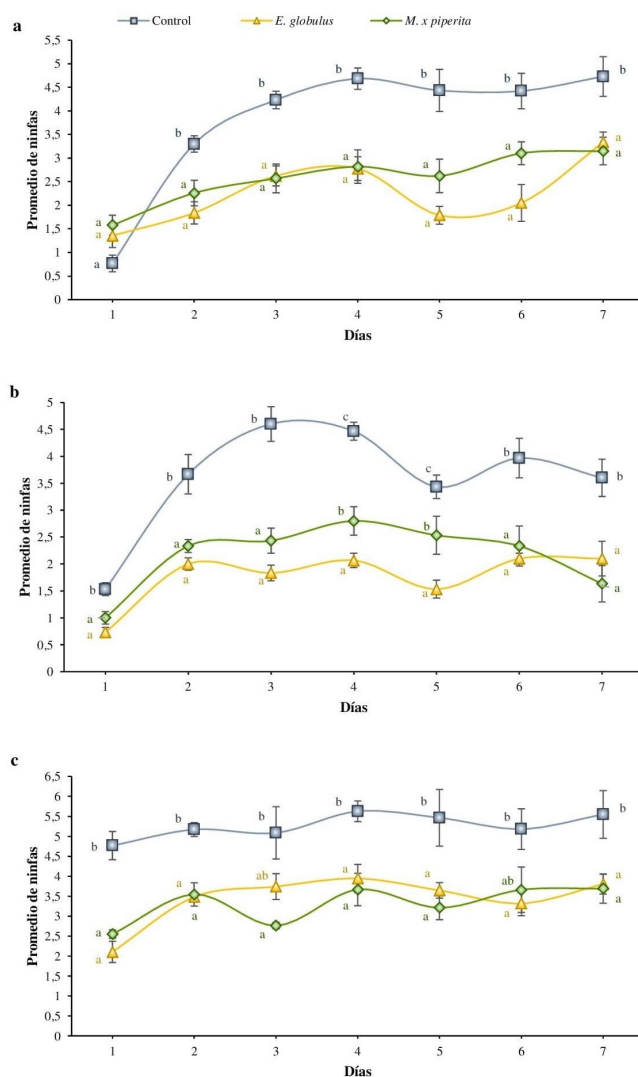 a
Control E. globulus M. x piperita
Promedio de ninfas
5,5
5
4,5
4
3,5
3
2,5
2
1,5
1
0,5
0
b b b b b b
a a a a a a a
a a a a a a a
a
1 2 3 4 5 6 7
Días
b
Promedio de ninfas
5
4,5
4
3,5
3
2,5
2
1,5
1
0,5
0
b b b c c b b
a a a b b a a
a a a a a a a
1 2 3 4 5 6 7
Días
c
Promedio de ninfas
6,5
6
5,5
5
4,5
4
3,5
3
2,5
2
1,5
1
0,5
0
b b b b b b b
a a ab a a ab a
a a a a a a a
1 2 3 4 5 6 7
Días